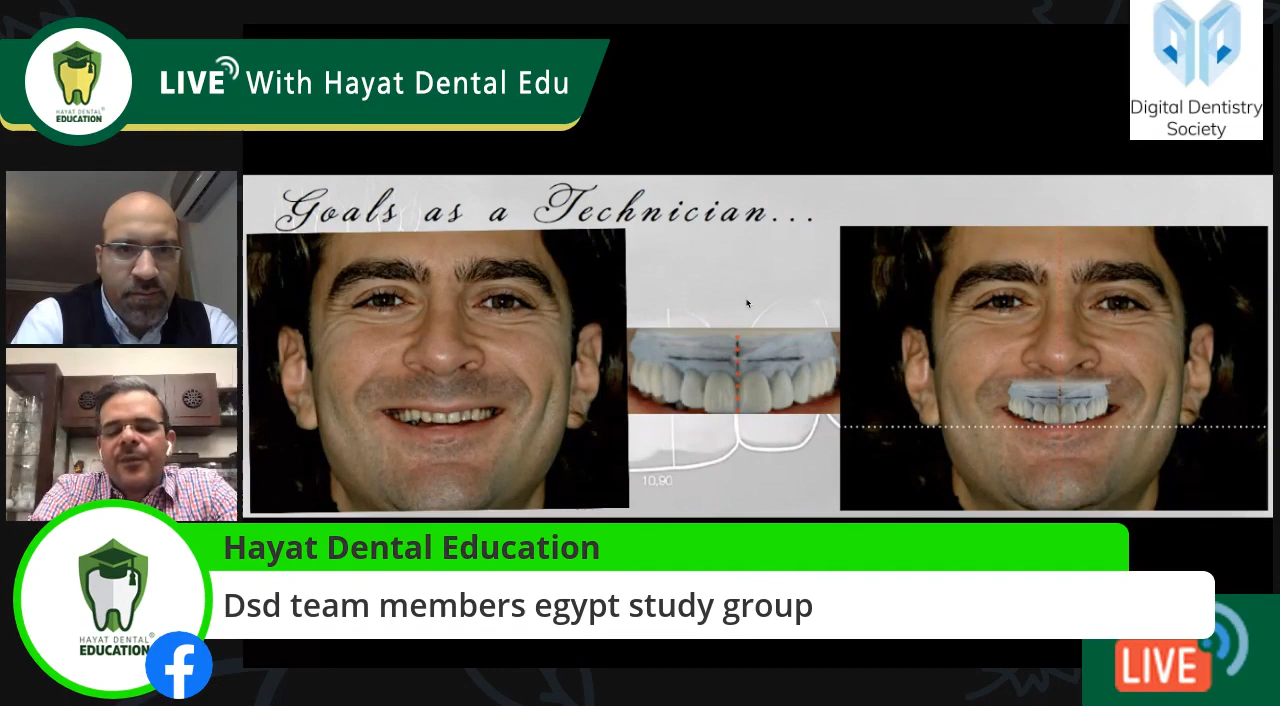 LIVE With Hayat Dental Edu
HAYAT DENTAL
EDUCATION
Digital Dentistry
Society
Goals as a Technician...
10,90
Hayat Dental Education
Dsd team members egypt study group
HAYAT DENTAL®
EDUCATION
LIVE